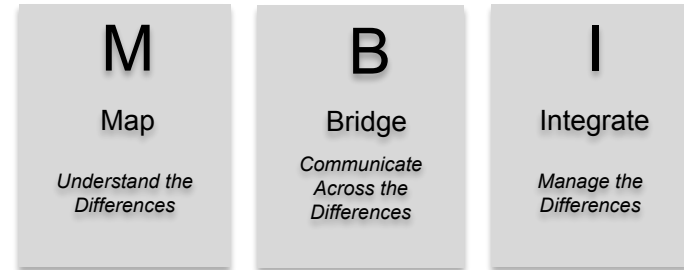 M
Map
Understand the
Differences
B
Bridge
Communicate
Across the
Differences
I
Integrate
Manage the
Differences